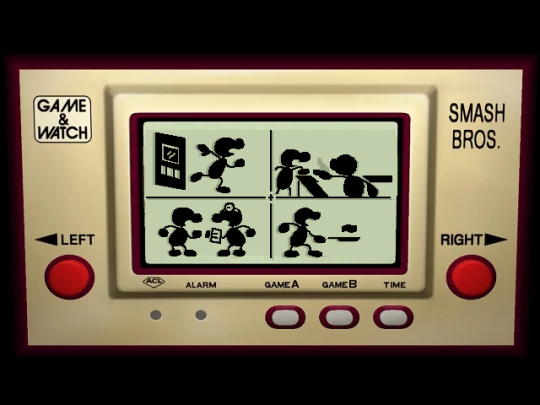 GAME
&
WATCH
SMASH
BROS.
LEFT
RIGHT
ACL
ALARM
GAME A
GAME B
TIME